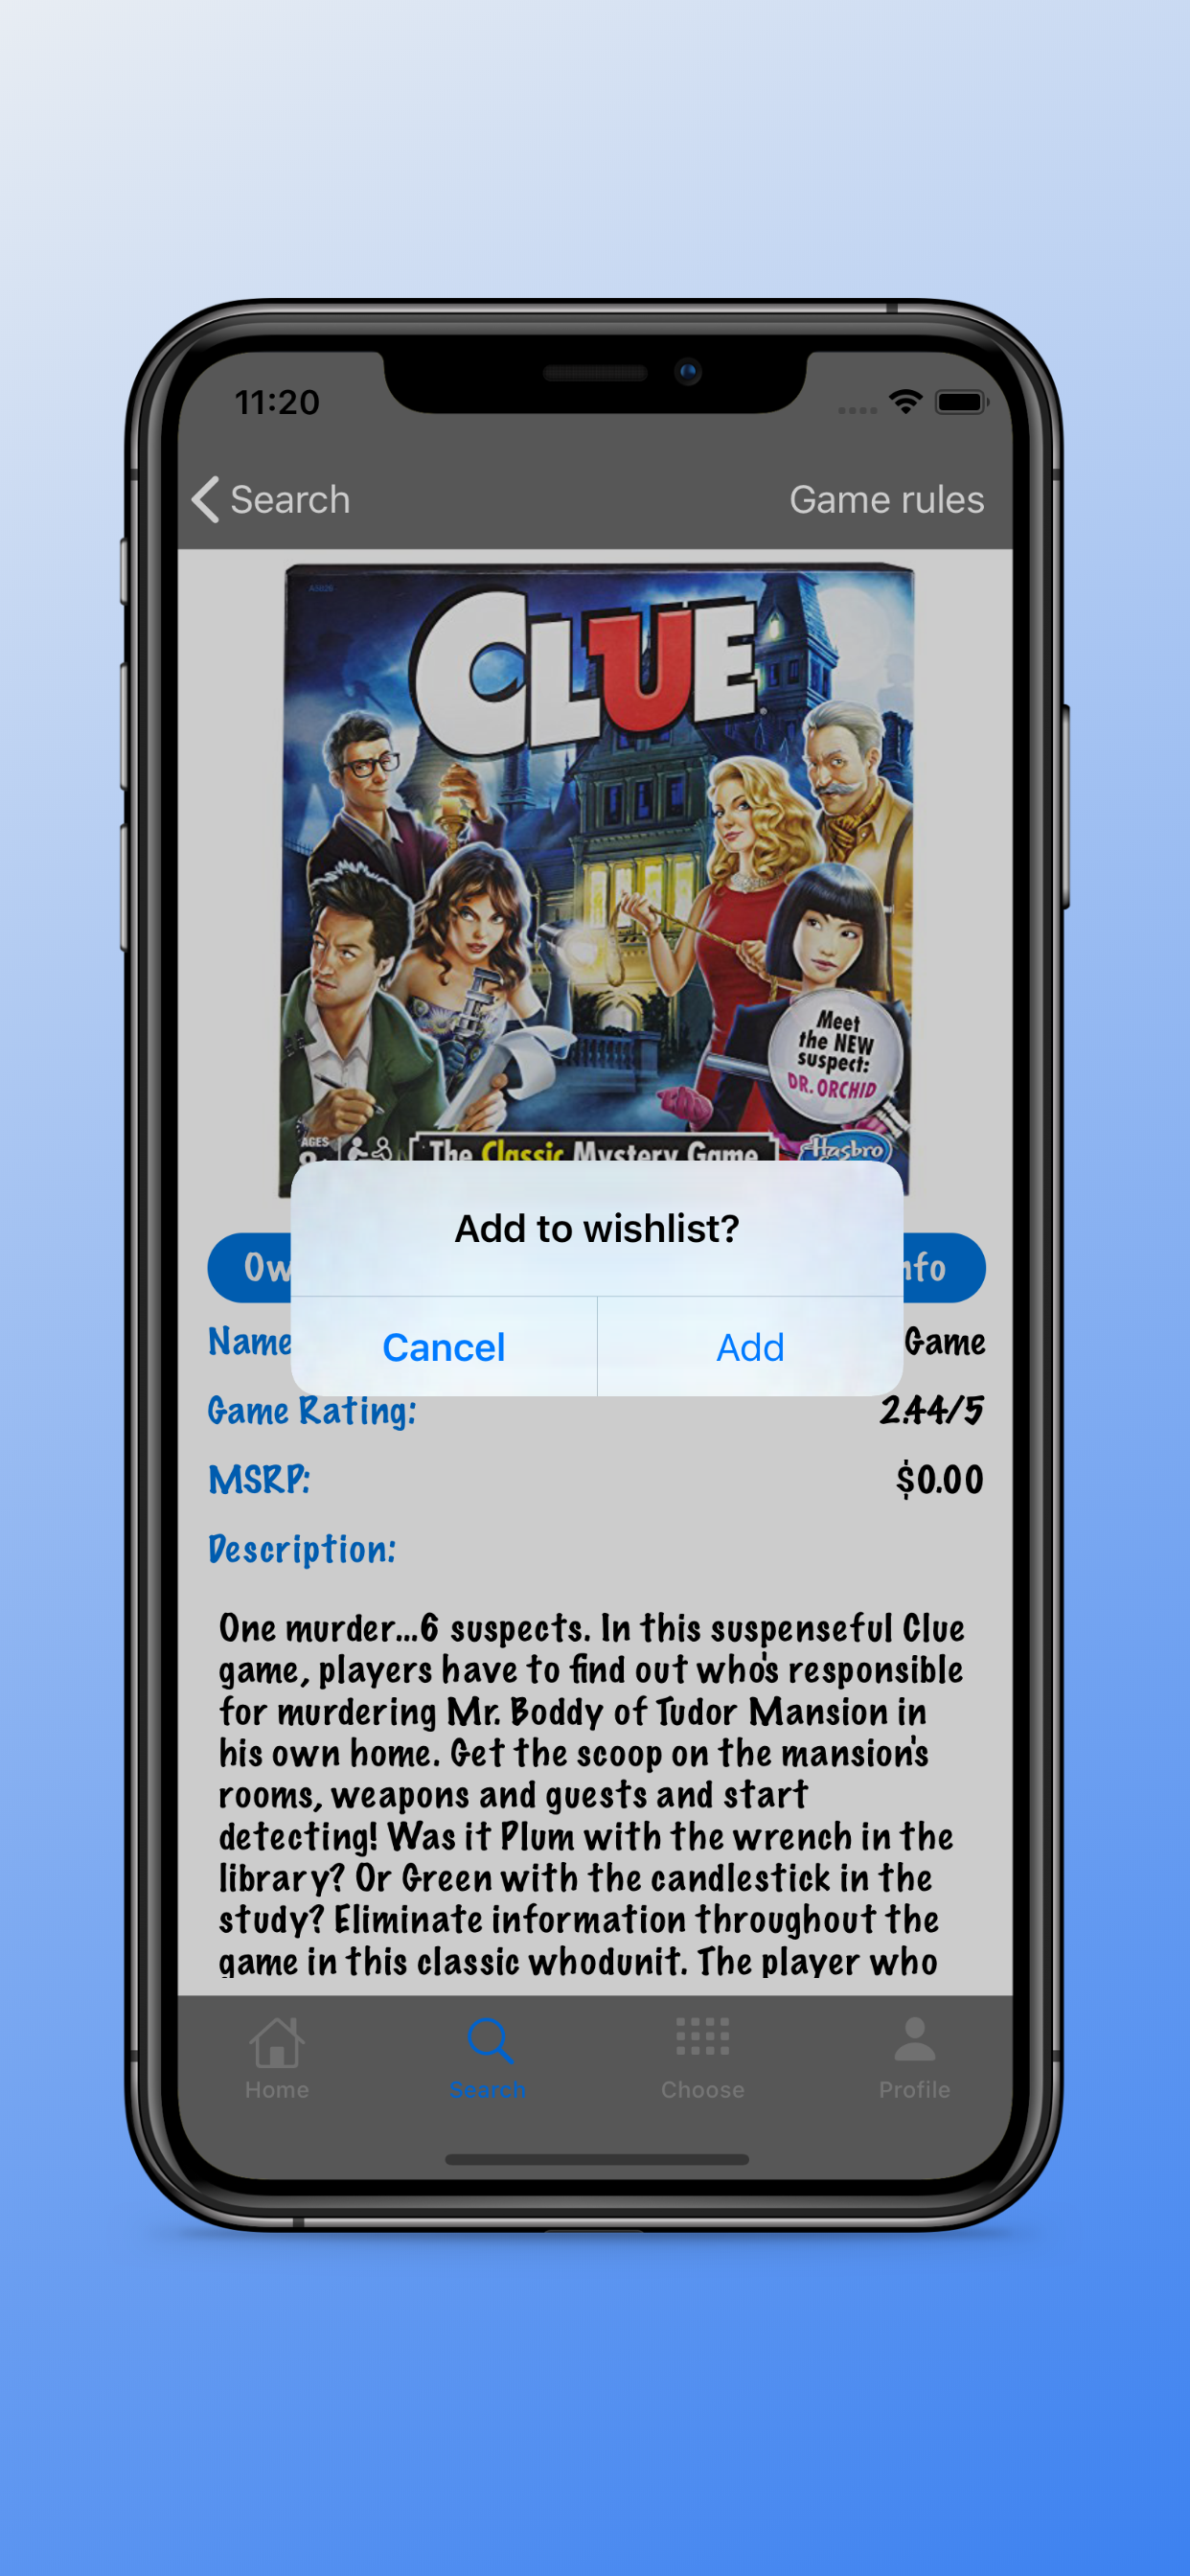 11:20
Search
Game rules
A5826
CLUE
Meet
the NEW
suspect:
DR. ORCHID
AGES
The Classic Mystery Game
Hasbro
Add to wishlist?
Cancel
Add
Name
Game
Game Rating:
2.44/5
MSRP:
$0.00
Description:
One murder...6 suspects. In this suspenseful Clue
game, players have to find out who's responsible
for murdering Mr. Boddy of Tudor Mansion in
his own home. Get the scoop on the mansion's
rooms, weapons and guests and start
detecting! Was it Plum with the wrench in the
library? Or Green with the candlestick in the
study? Eliminate information throughout the
game in this classic whodunit. The player who
Home
Search
Choose
Profile